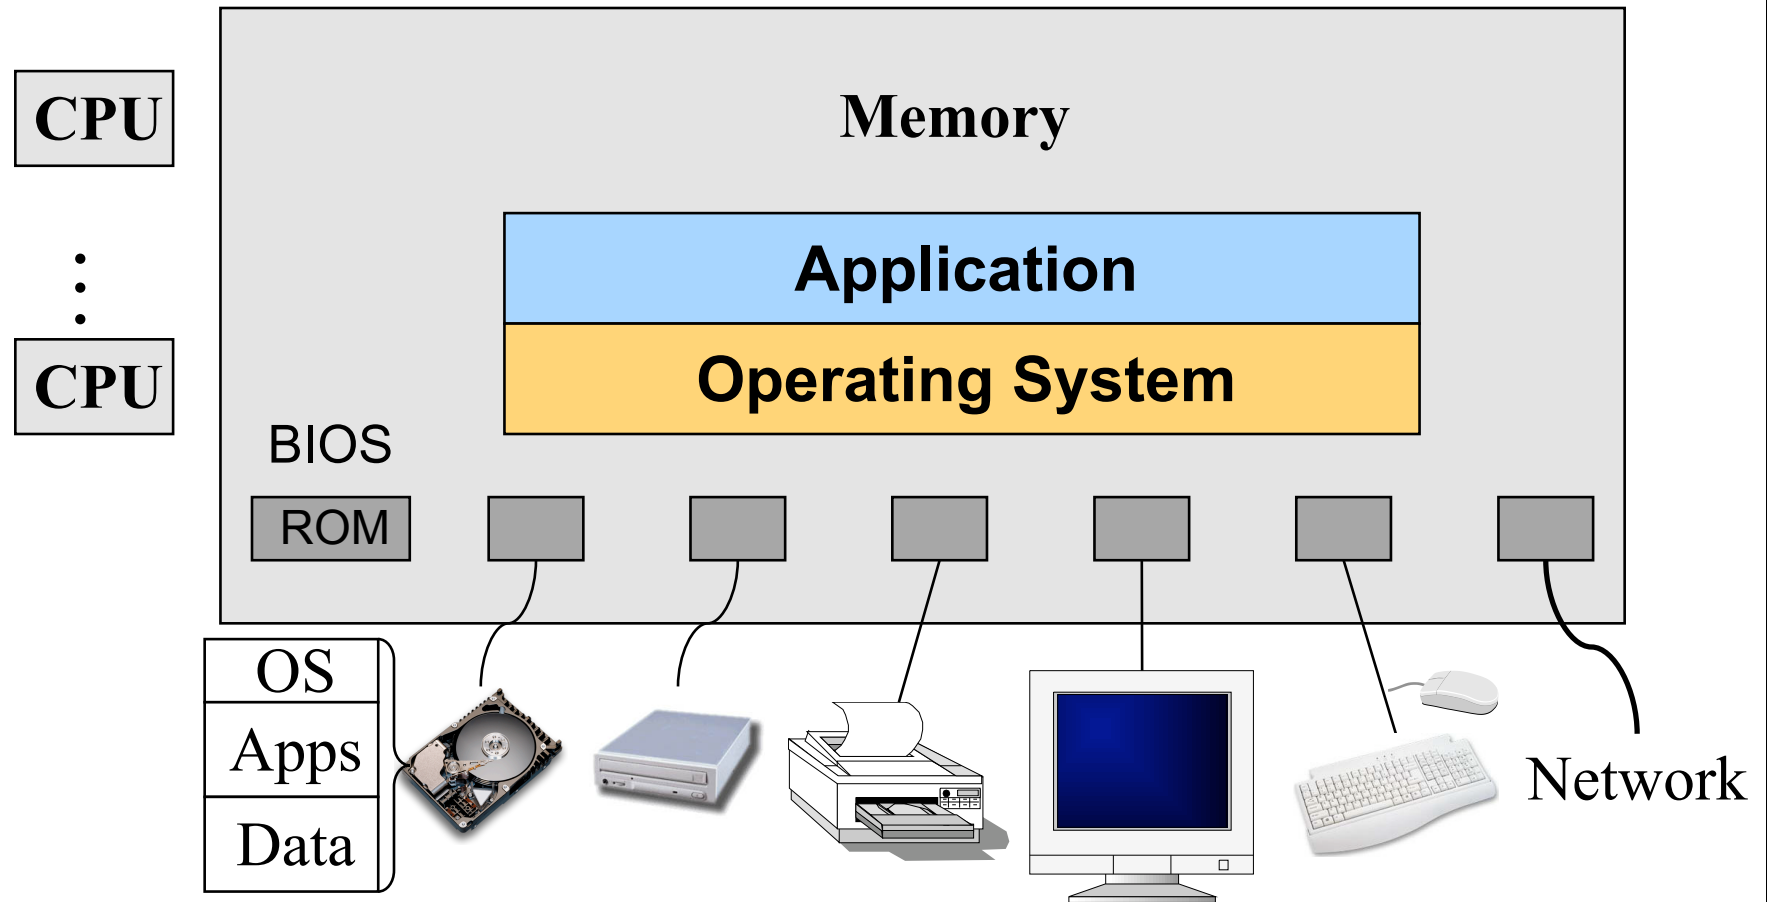 CPU
Memory
Application
Operating System
CPU
BIOS
ROM
OS
Apps
Data
Network